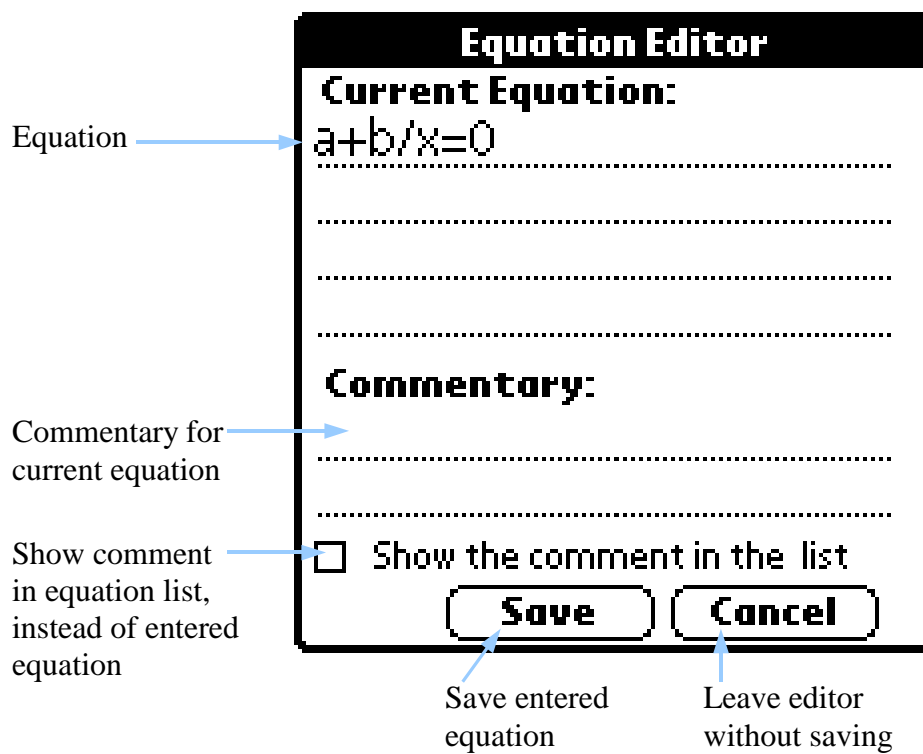 Equation Editor
Current Equation:
Equation
a+b/x=0
Commentary:
Commentary for
current equation
Show comment
in equation list,
instead of entered
equation
Show the comment in the list
Save
Cancel
Save entered
equation
Leave editor
without saving